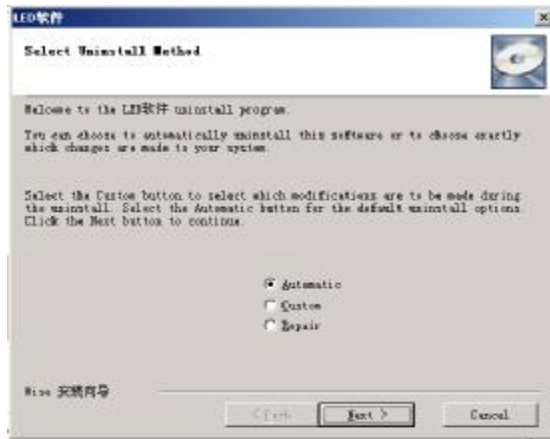 LED软件
Select Uninstall Method
Welcome to the LED软件 uninstall program.
You can choose to automatically uninstall this software or to choose exactly
which changes are made to your system.
Select the Custom button to select which modifications are to be made during
the uninstall. Select the Automatic button for the default uninstall options.
Click the Next button to continue.
Automatic
Custom
Repair
Wise 安装向导
< Back
Next >
Cancel